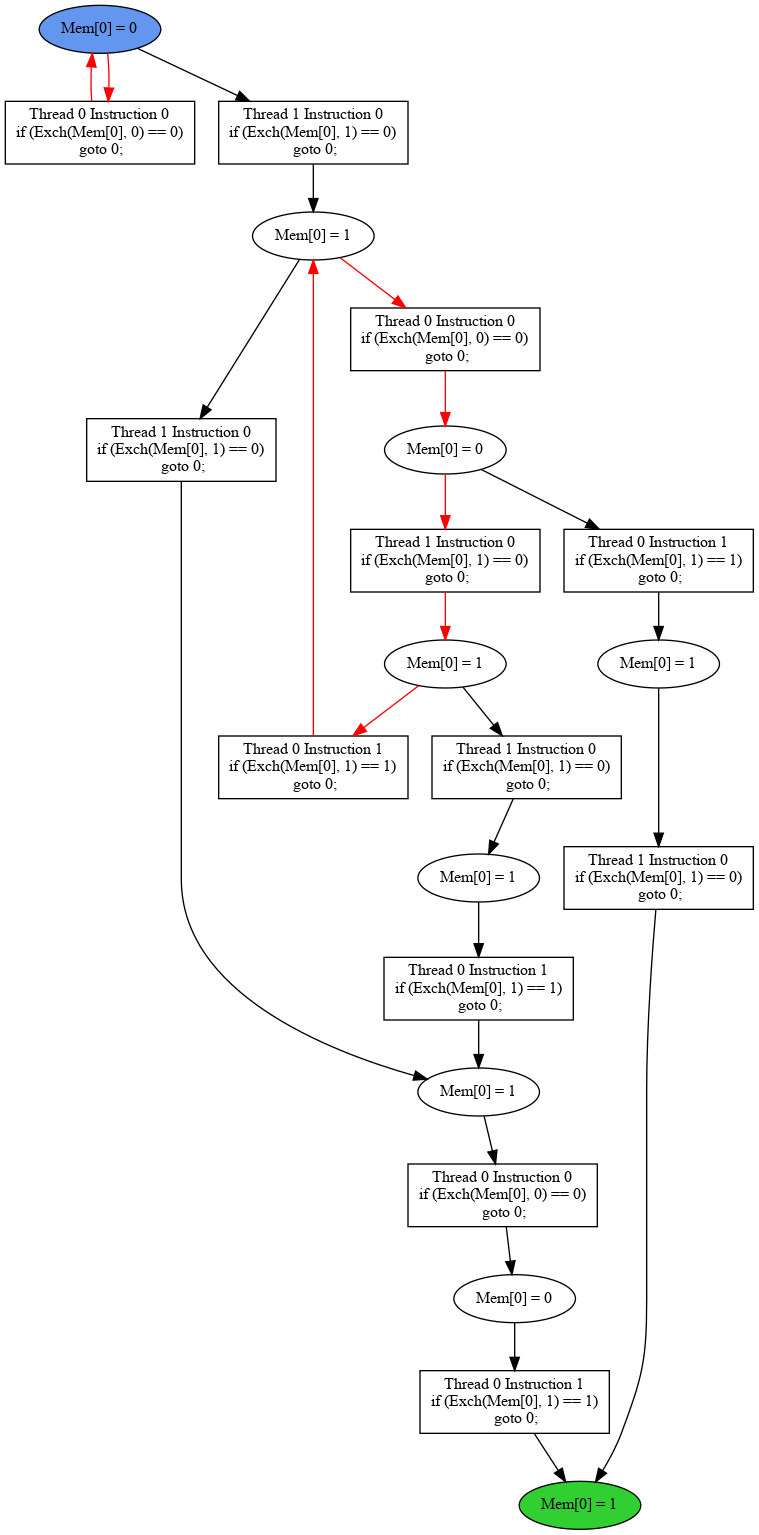 Mem[0] = 0
Thread 0 Instruction 0
if (Exch(Mem[0], 0) == 0)
goto 0;
Thread 1 Instruction 0
if (Exch(Mem[0], 1) == 0)
goto 0;
Mem[0] = 1
Thread 0 Instruction 0
if (Exch(Mem[0], 0) == 0)
goto 0;
Thread 1 Instruction 0
if (Exch(Mem[0], 1) == 0)
goto 0;
Mem[0] = 0
Thread 1 Instruction 0
if (Exch(Mem[0], 1) == 0)
goto 0;
Thread 0 Instruction 1
if (Exch(Mem[0], 1) == 1)
goto 0;
Mem[0] = 1
Mem[0] = 1
Thread 0 Instruction 1
if (Exch(Mem[0], 1) == 1)
goto 0;
Thread 1 Instruction 0
if (Exch(Mem[0], 1) == 0)
goto 0;
Mem[0] = 1
Thread 1 Instruction 0
if (Exch(Mem[0], 1) == 0)
goto 0;
Thread 0 Instruction 1
if (Exch(Mem[0], 1) == 1)
goto 0;
Mem[0] = 1
Thread 0 Instruction 0
if (Exch(Mem[0], 0) == 0)
goto 0;
Mem[0] = 0
Thread 0 Instruction 1
if (Exch(Mem[0], 1) == 1)
goto 0;
Mem[0] = 1